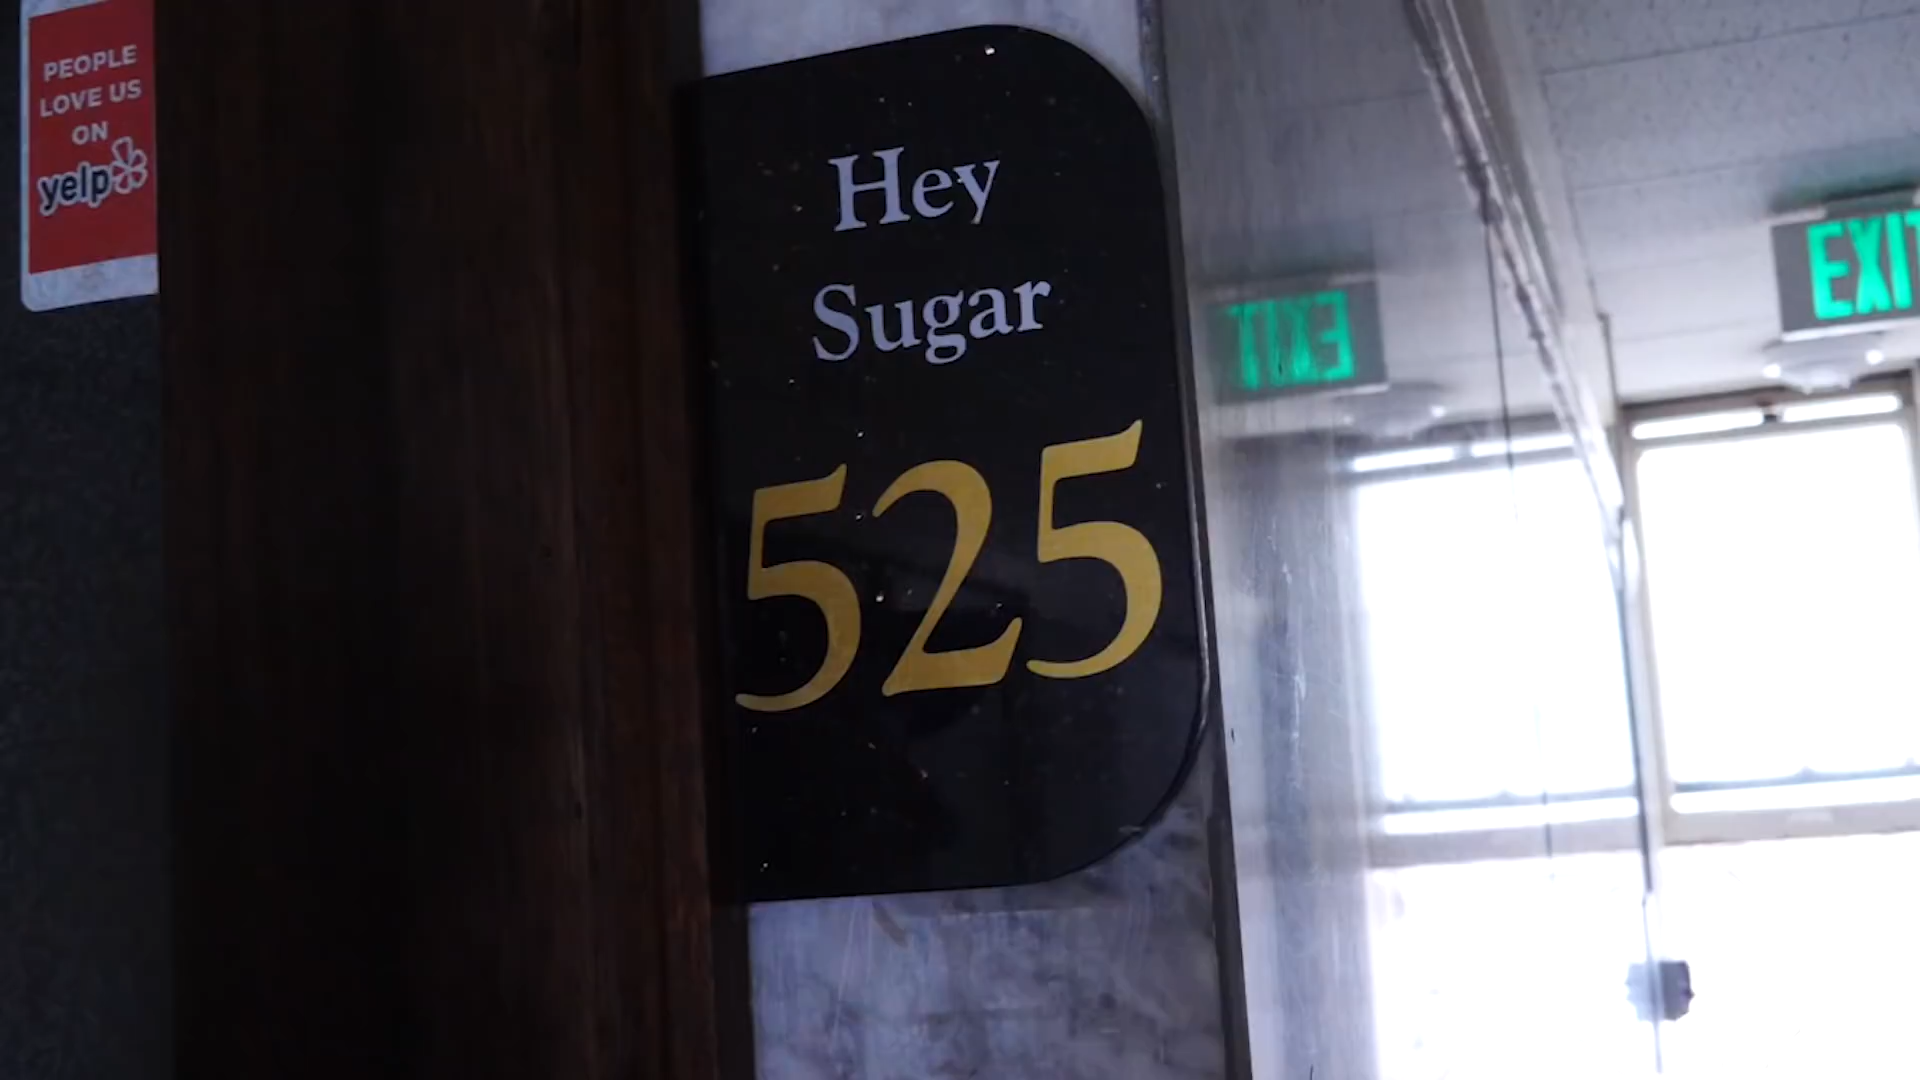 PEOPLE
LOVE US
ON
yelp
Hey
Sugar
525
EXIT
EXIT